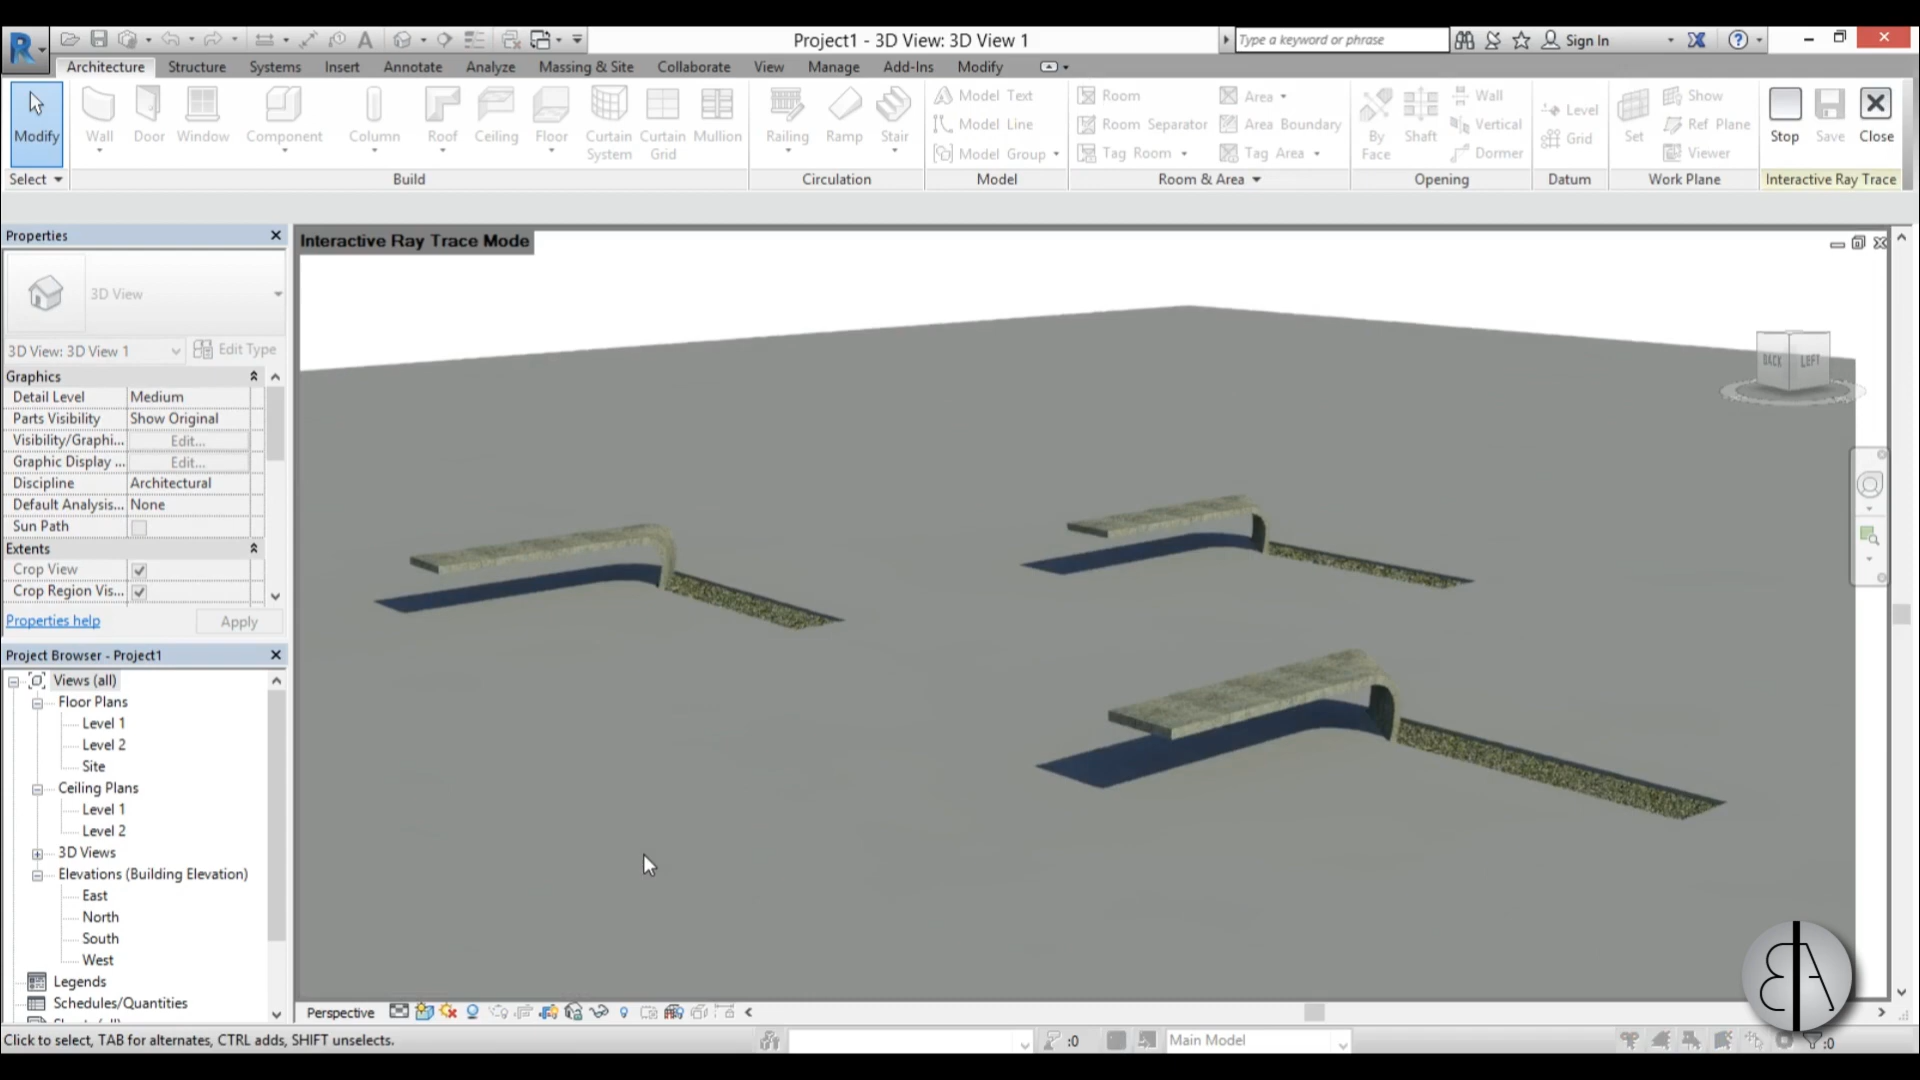 Project1 - 3D View: 3D View 1
Type a keyword or phrase
Sign In
Architecture Structure Systems Insert Annotate Analyze Massing & Site Collaborate View Manage Add-Ins Modify
Modify Wall Door Window Component Column Roof Ceiling Floor Curtain System Curtain Grid Mullion Railing Ramp Stair
Model Text
Model Line
Model Group
Room
Room Separator
Tag Room
Area
Area Boundary
Tag Area
By Face Shaft
Wall
Vertical
Dormer
Level
Grid
Set
Show
Ref Plane
Viewer
Stop Save Close
Select Build Circulation Model Room & Area Opening Datum Work Plane Interactive Ray Trace
Properties
3D View
3D View: 3D View 1 Edit Type
Graphics
Detail Level Medium
Parts Visibility Show Original
Visibility/Graphi... Edit...
Graphic Display ... Edit...
Discipline Architectural
Default Analysis... None
Sun Path
Extents
Crop View
Crop Region Vis...
Properties help Apply
Project Browser - Project1
Views (all)
Floor Plans
Level 1
Level 2
Site
Ceiling Plans
Level 1
Level 2
3D Views
Elevations (Building Elevation)
East
North
South
West
Legends
Schedules/Quantities
Interactive Ray Trace Mode
BACK LEFT
Perspective
Click to select, TAB for alternates, CTRL adds, SHIFT unselects.
:0
Main Model
:0